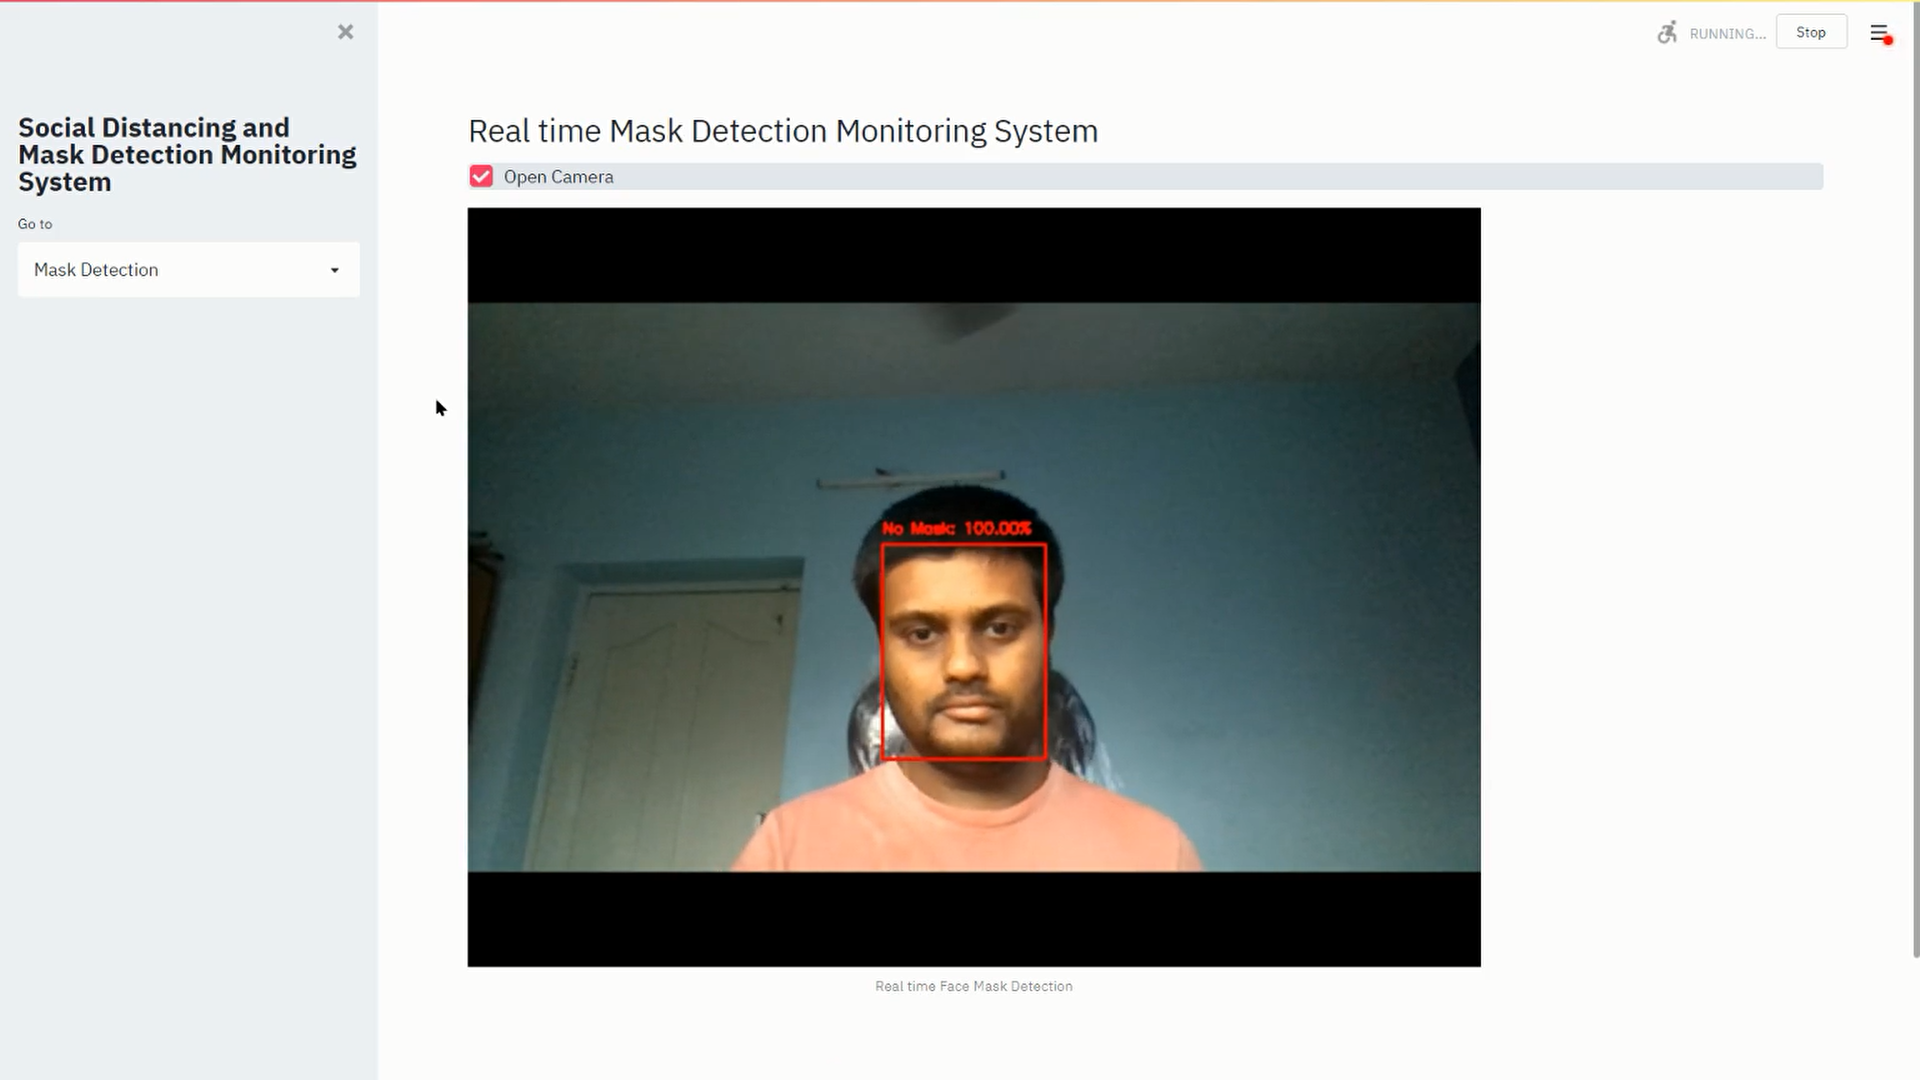 RUNNING...
Stop
Social Distancing and
Mask Detection Monitoring
System
Go to
Mask Detection
Real time Mask Detection Monitoring System
Open Camera
No Mask: 100.00%
Real time Face Mask Detection